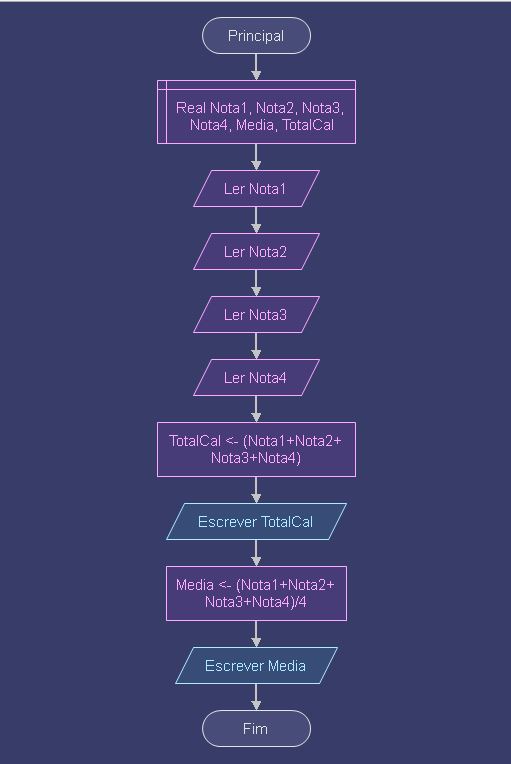 Principal
Real Nota1, Nota2, Nota3,
Nota4, Media, TotalCal
Ler Nota1
Ler Nota2
Ler Nota3
Ler Nota4
TotalCal <- (Nota1+Nota2+
Nota3+Nota4)
Escrever TotalCal
Media <- (Nota1+Nota2+
Nota3+Nota4)/4
Escrever Media
Fim